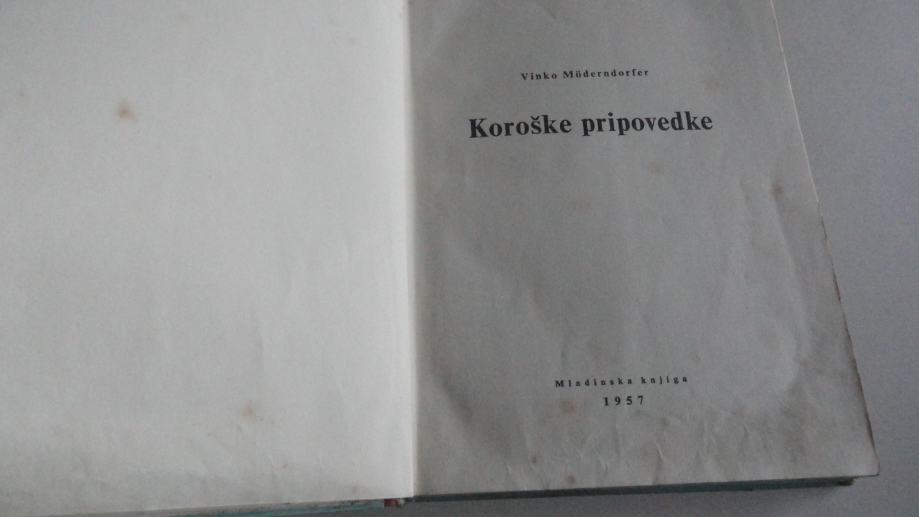 Vinko Möderndorfer
Koroške pripovedke
Mladinska knjiga
1957